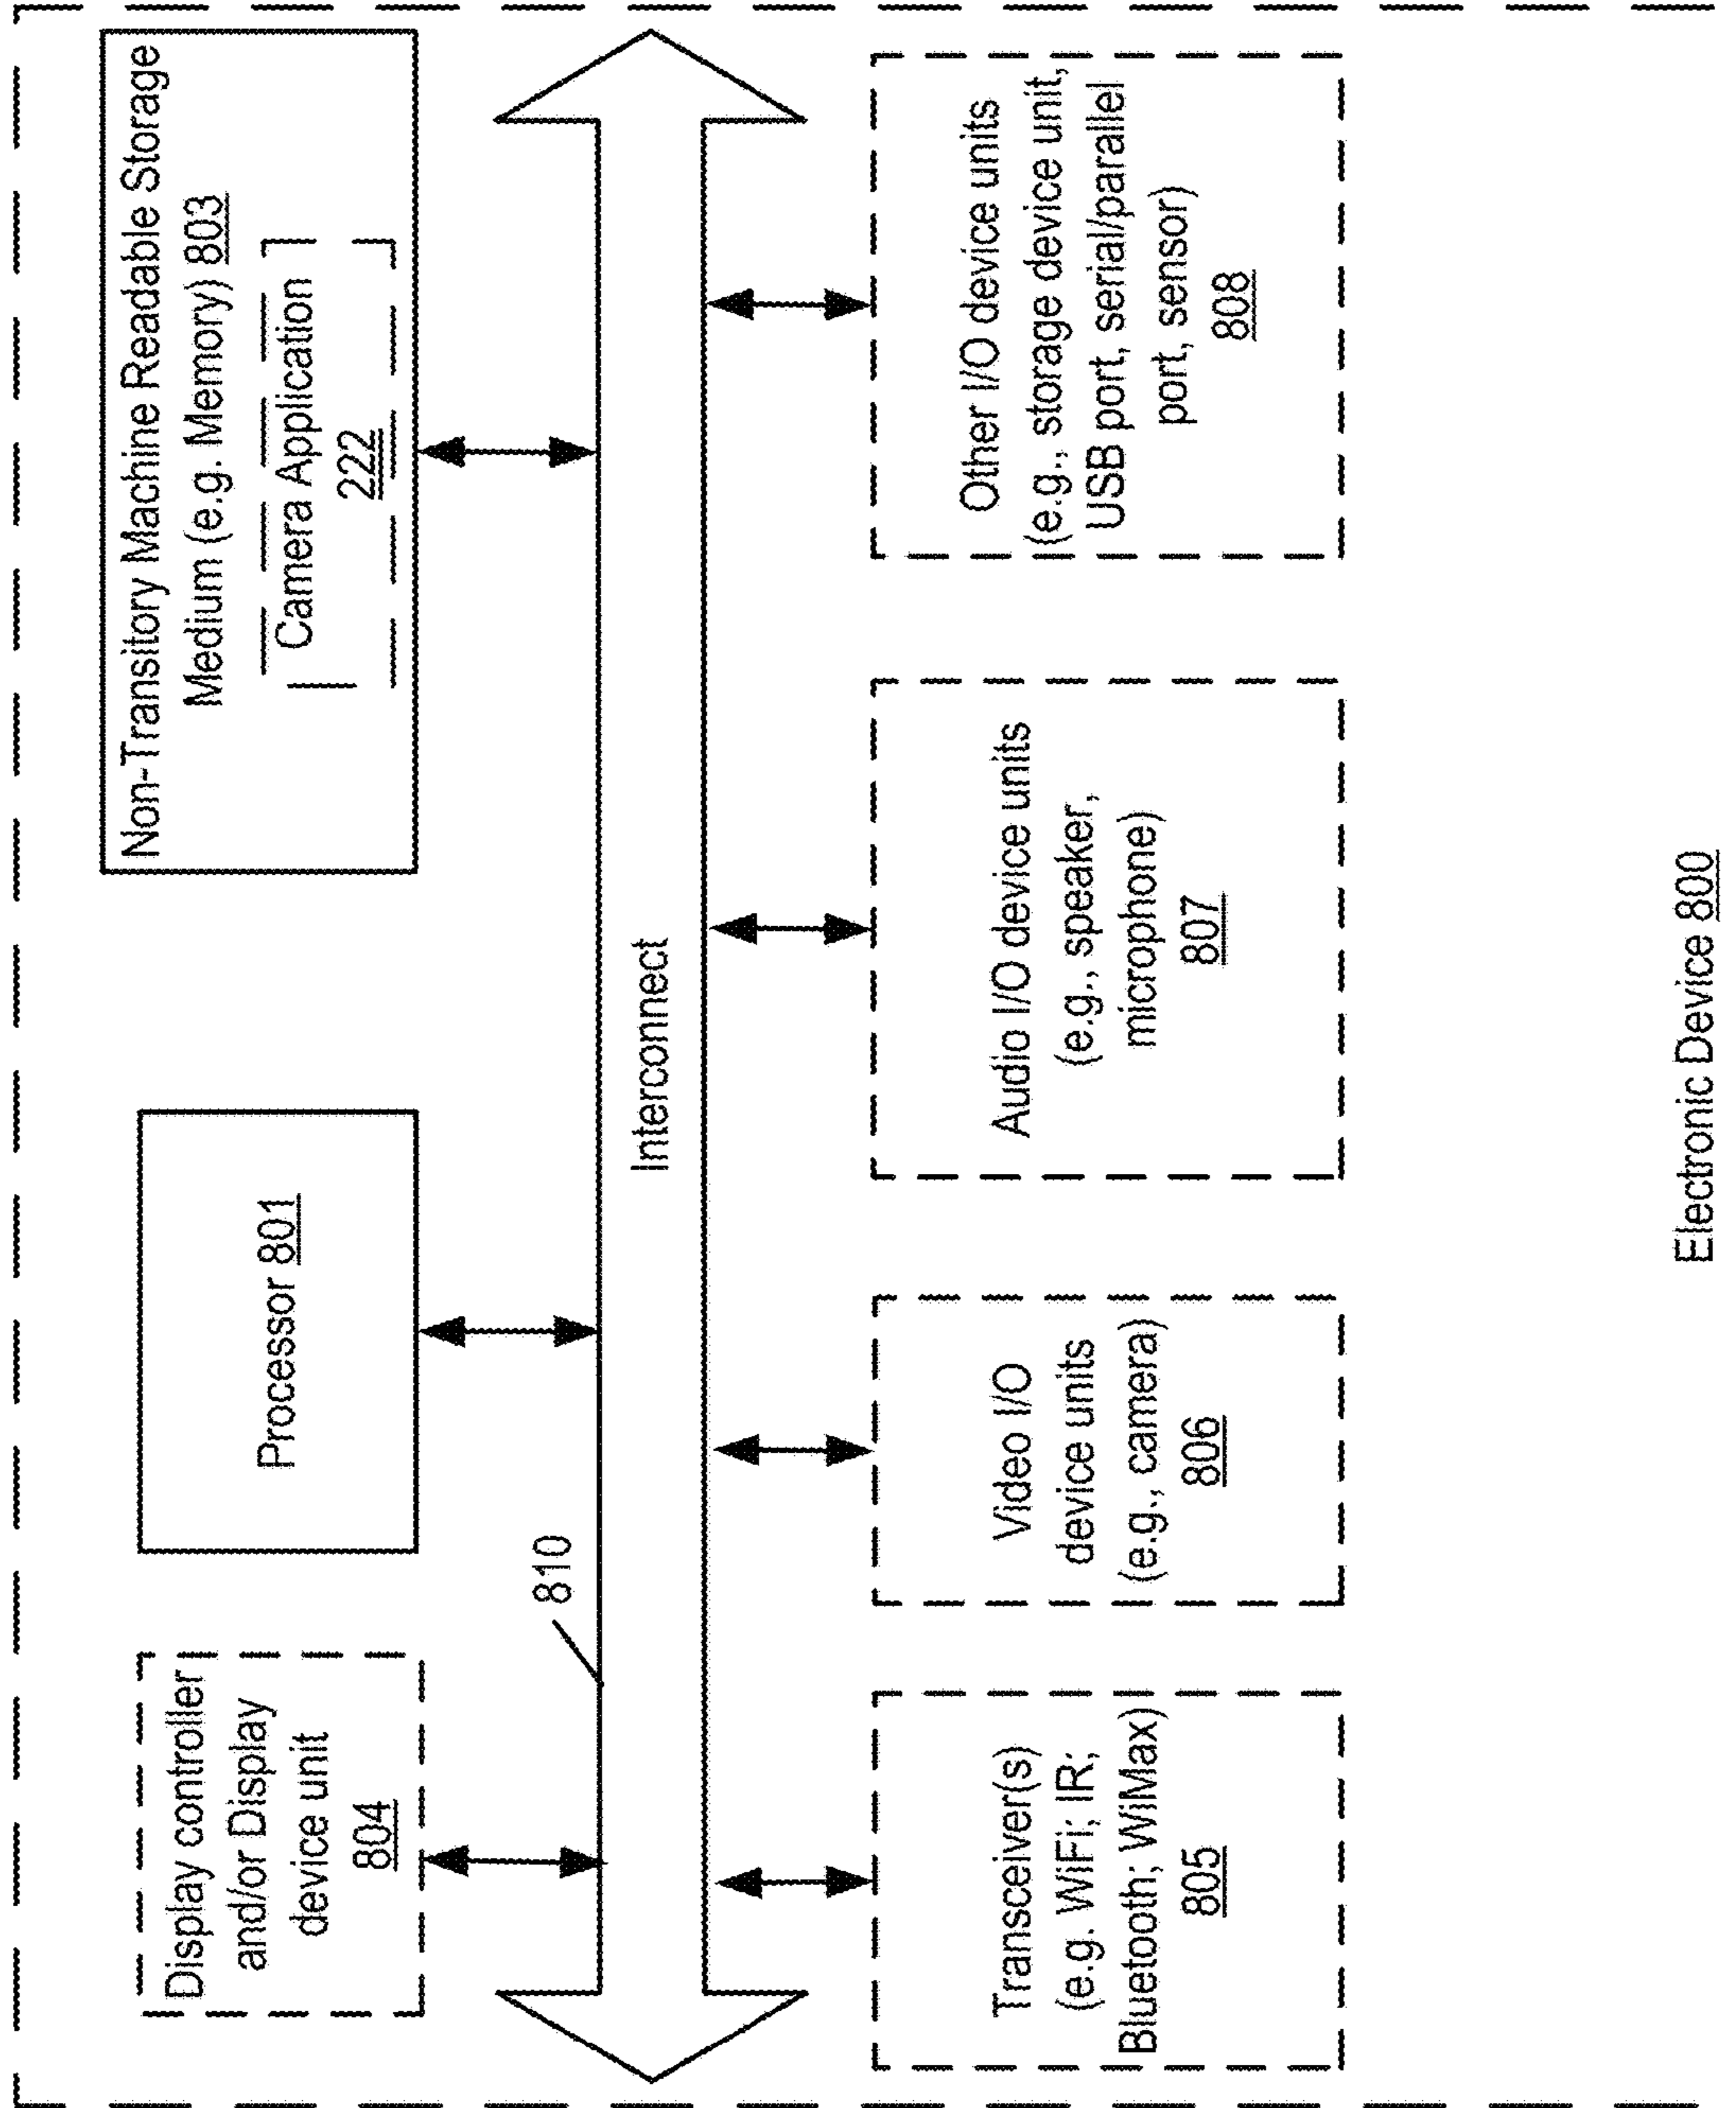 Display controller
and/or Display
device unit
804
Processor 801
Non-Transitory Machine Readable Storage
Medium (e.g. Memory) 803
Camera Application
222
810
Interconnect
Transceiver(s)
(e.g. WiFi; IR;
Bluetooth; WiMax)
805
Video I/O
device units
(e.g., camera)
806
Audio I/O device units
(e.g., speaker,
microphone)
807
Other I/O device units
(e.g., storage device unit,
USB port, serial/parallel
port, sensor)
808
Electronic Device 800